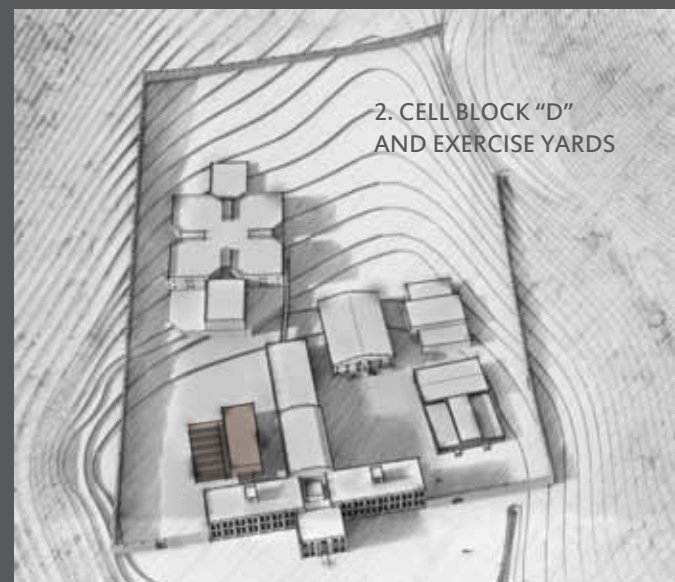 2. CELL BLOCK “D”
AND EXERCISE YARDS